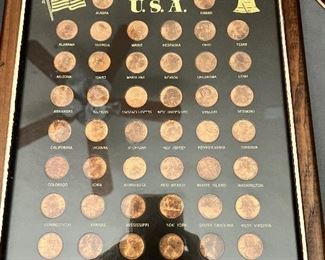 U.S.A.
ALASKA HAWAII
ALABAMA GEORGIA MAINE NEBRASKA OHIO TEXAS
ARIZONA IDAHO MARYLAND NEVADA OKLAHOMA UTAH
ARKANSAS ILLINOIS MASSACHUSETTS NEW HAMPSHIRE OREGON VERMONT
CALIFORNIA INDIANA MICHIGAN NEW JERSEY PENNSYLVANIA VIRGINIA
COLORADO IOWA MINNESOTA NEW MEXICO RHODE ISLAND WASHINGTON
CONNECTICUT KANSAS MISSISSIPPI NEW YORK SOUTH CAROLINA WEST VIRGINIA